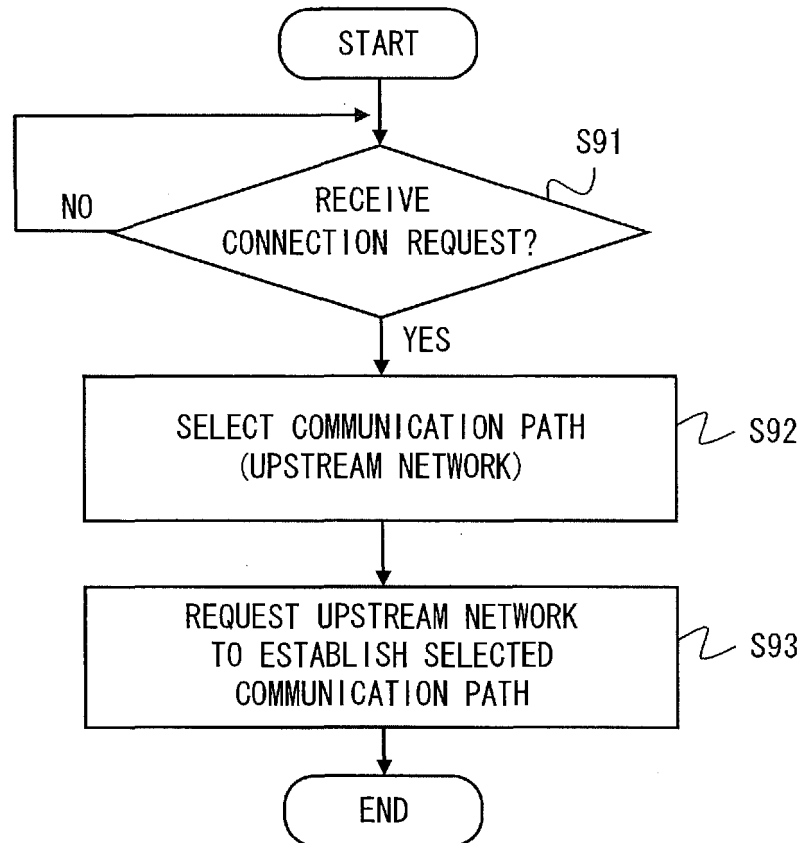 START
S91
RECEIVE
CONNECTION REQUEST?
NO
YES
SELECT COMMUNICATION PATH
(UPSTREAM NETWORK)
S92
REQUEST UPSTREAM NETWORK
TO ESTABLISH SELECTED
COMMUNICATION PATH
S93
END